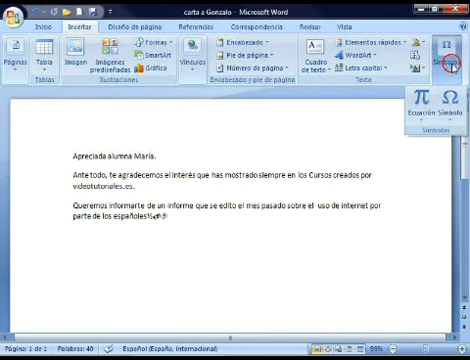 carta a Gonzalo - Microsoft Word
Inicio Insertar Diseño de página Referencias Correspondencia Revisar Vista
Páginas
Tabla
Tablas
Imagen
Imágenes prediseñadas
Formas
SmartArt
Gráfico
Ilustraciones
Vínculos
Encabezado
Pie de página
Número de página
Encabezado y pie de página
Cuadro de texto
Elementos rápidos
WordArt
Letra capital
Texto
Símbolos
Ecuación Símbolo
Símbolos
Apreciada alumna María.
Ante todo, te agradecemos el interés que has mostrado siempre en los Cursos creados por
videotutoriales.es.
Queremos informarte de un informe que se edito el mes pasado sobre el uso de internet por
parte de los españoles
Página: 1 de 1 Palabras: 40 Español (España, internacional) 95%